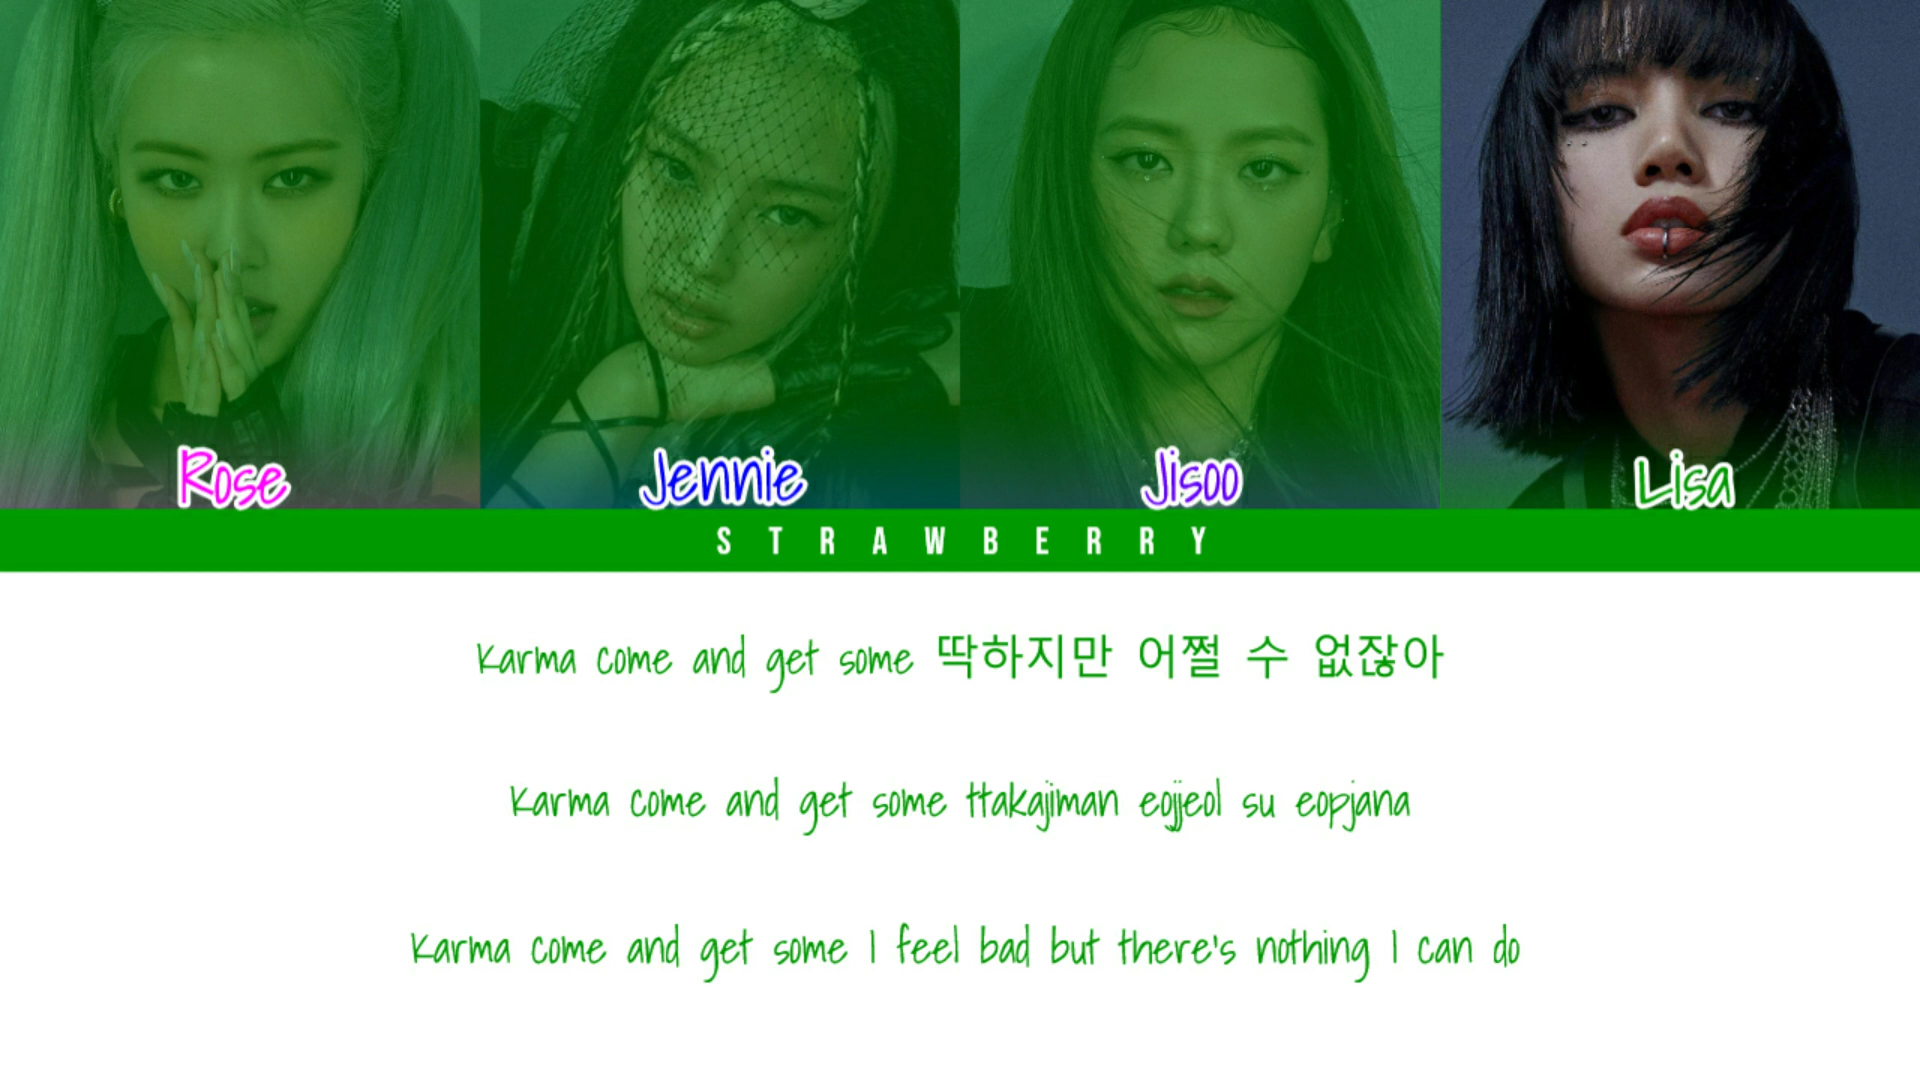 Rose
Jennie
Jisoo
Lisa
STRAWBERRY
Karma come and get some 딱하지만 어쩔 수 없잖아
Karma come and get some ttakajiman eojjeol su eopjana
Karma come and get some I feel bad but there's nothing I can do